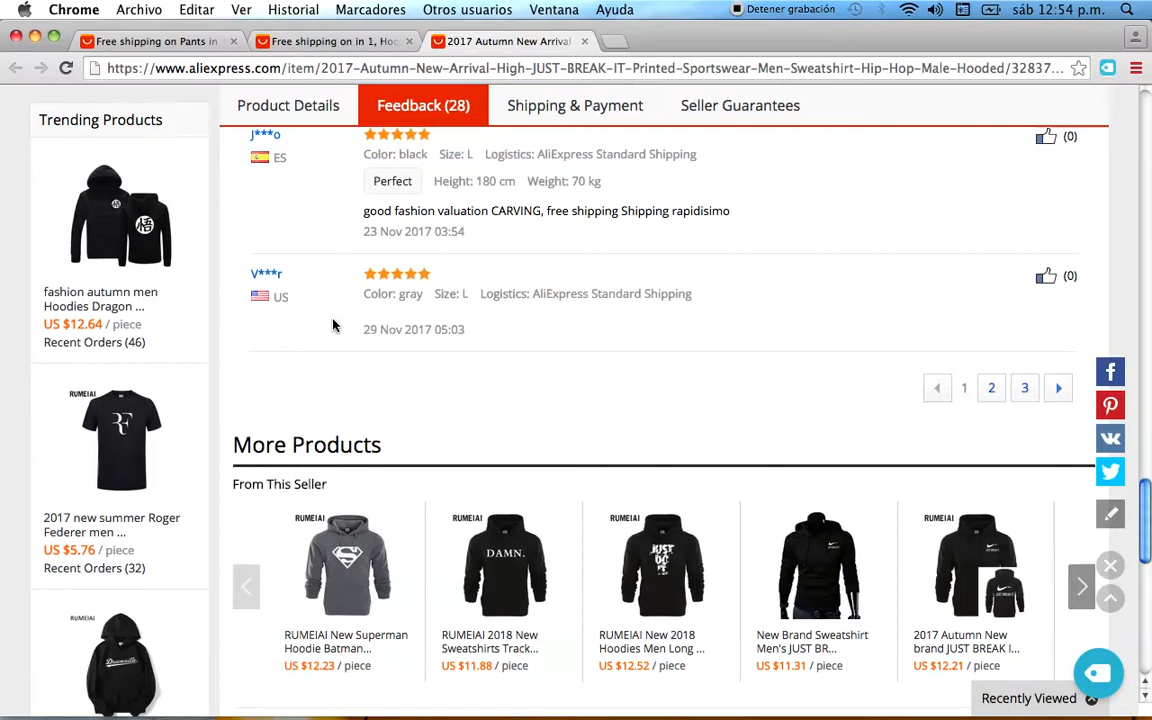 Chrome Archivo Editar Ver Historial Marcadores Otros usuarios Ventana Ayuda Detener grabación sáb 12:54 p.m.
Free shipping on Pants in Free shipping on in 1, Hoo 2017 Autumn New Arrival
https://www.aliexpress.com/item/2017-Autumn-New-Arrival-High-JUST-BREAK-IT-Printed-Sportswear-Men-Sweatshirt-Hip-Hop-Male-Hooded/32837...
Trending Products
Product Details Feedback (28) Shipping & Payment Seller Guarantees
J***o
ES
Color: black Size: L Logistics: AliExpress Standard Shipping (0)
Perfect Height: 180 cm Weight: 70 kg
good fashion valuation CARVING, free shipping Shipping rapidisimo
23 Nov 2017 03:54
V***r
US
Color: gray Size: L Logistics: AliExpress Standard Shipping (0)
29 Nov 2017 05:03
1 2 3
悟
fashion autumn men
Hoodies Dragon ...
US $12.64 / piece
Recent Orders (46)
RUMEIAI
RF
2017 new summer Roger
Federer men ...
US $5.76 / piece
Recent Orders (32)
RUMEIAI
More Products
From This Seller
RUMEIAI
S
RUMEIAI New Superman
Hoodie Batman...
US $12.23 / piece
RUMEIAI
DAMN.
RUMEIAI 2018 New
Sweatshirts Track...
US $11.88 / piece
RUMEIAI
JUST
DO
IT
RUMEIAI New 2018
Hoodies Men Long ...
US $12.52 / piece
New Brand Sweatshirt
Men's JUST BR...
US $11.31 / piece
RUMEIAI
2017 Autumn New
brand JUST BREAK I...
US $12.21 / piece
Recently Viewed